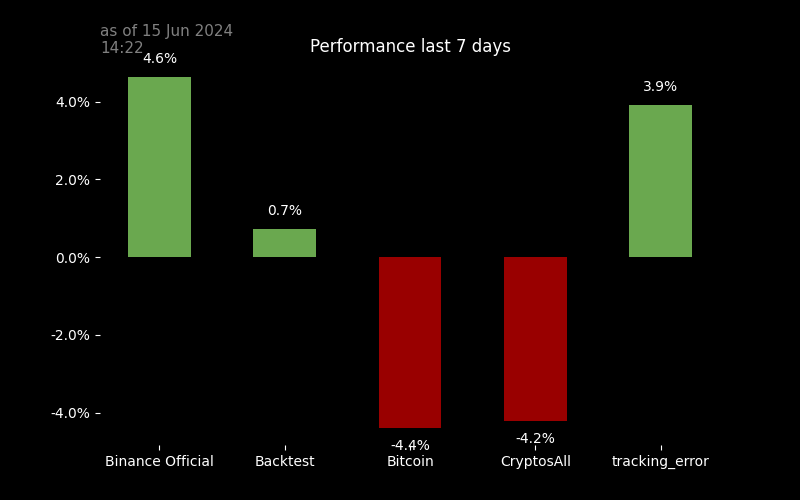 as of 15 Jun 2024
14:22
Performance last 7 days
4.6%
0.7%
-4.4%
-4.2%
3.9%
4.0%
2.0%
0.0%
-2.0%
-4.0%
Binance Official
Backtest
Bitcoin
CryptosAll
tracking_error